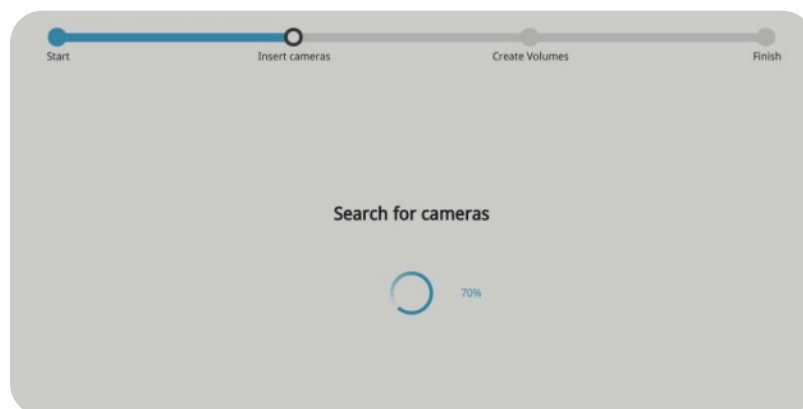 Start
Insert cameras
Create Volumes
Finish
Search for cameras
70%